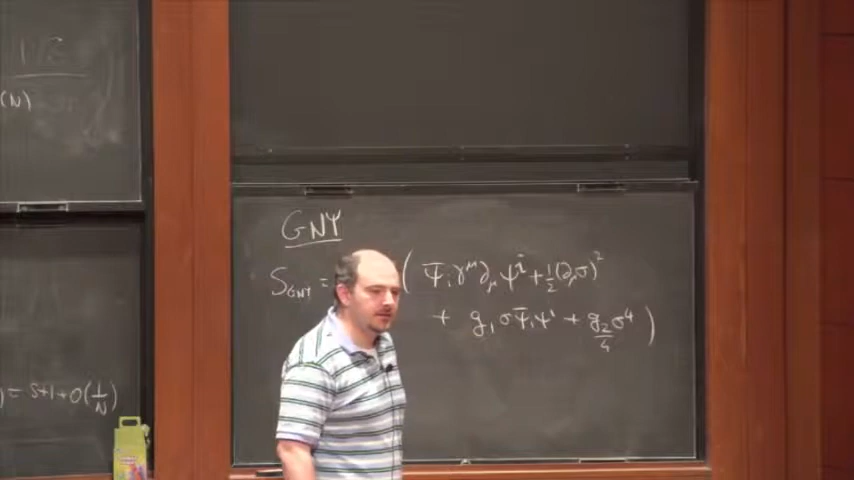 (N)
) = s+1+O(1/N)
GNY
S_GNY = ( ψ̄_i γ^μ ∂_μ ψ^i + 1/2 (∂_μ σ)^2
+ g_1 σ ψ̄_i ψ^i + g_2/4 σ^4 )